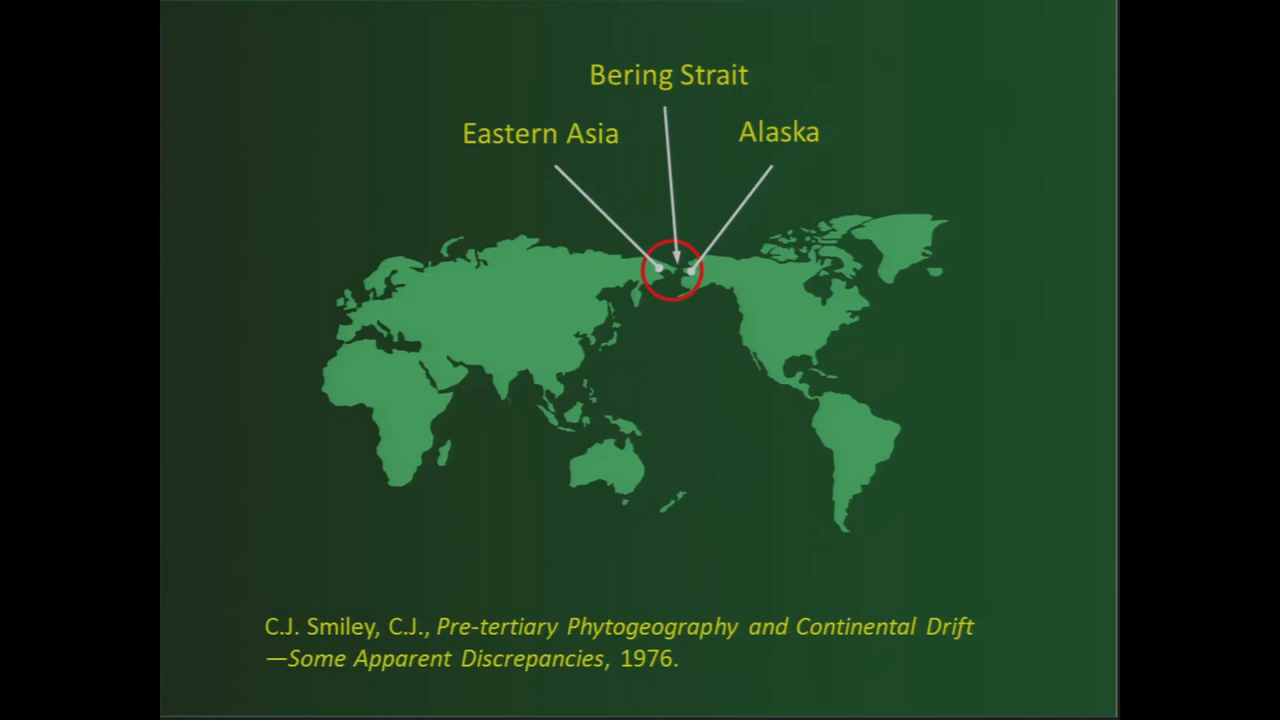 Bering Strait
Eastern Asia
Alaska
C.J. Smiley, C.J., Pre-tertiary Phytogeography and Continental Drift
—Some Apparent Discrepancies, 1976.